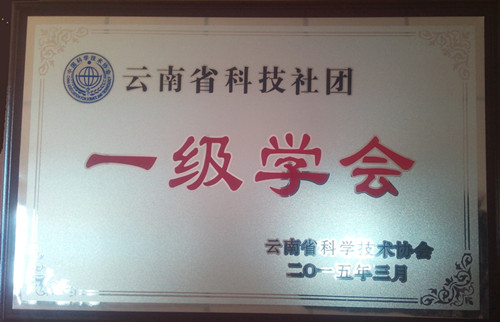 云南省科技社团
一级学会
云南省科学技术协会
二〇一五年三月